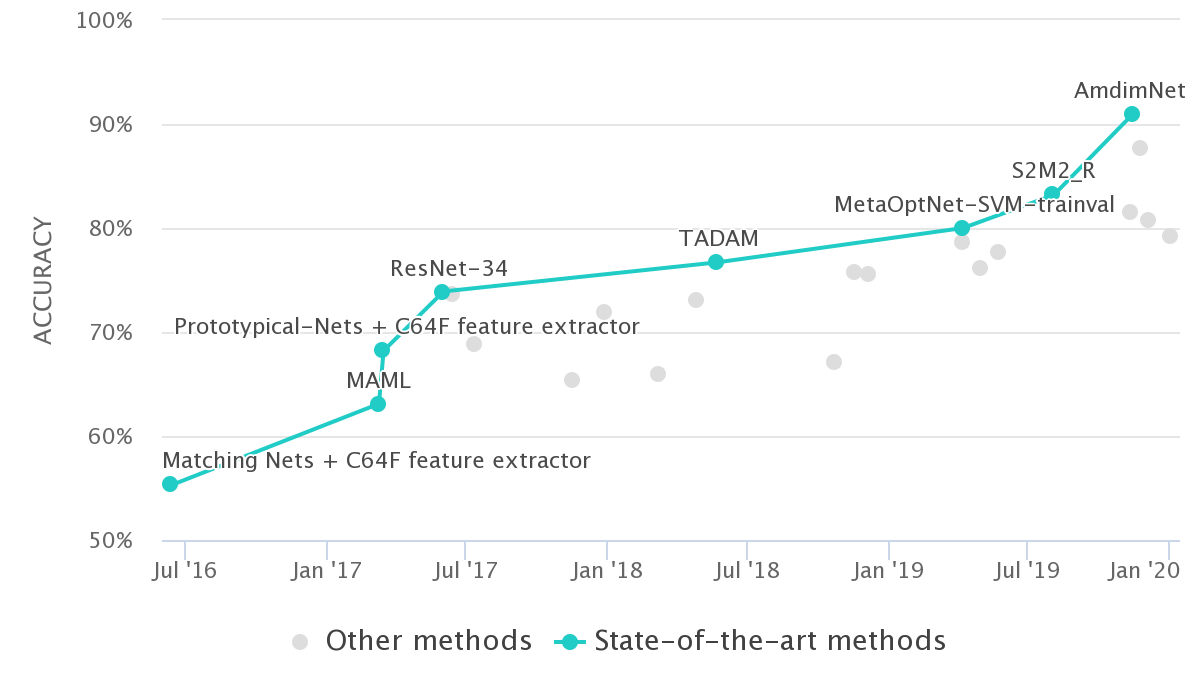 100%
AmdimNet
90%
S2M2_R
MetaOptNet-SVM-trainval
80%
TADAM
ResNet-34
Prototypical-Nets + C64F feature extractor
70%
MAML
60%
Matching Nets + C64F feature extractor
50%
ACCURACY
Jul '16 Jan '17 Jul '17 Jan '18 Jul '18 Jan '19 Jul '19 Jan '20
Other methods State-of-the-art methods